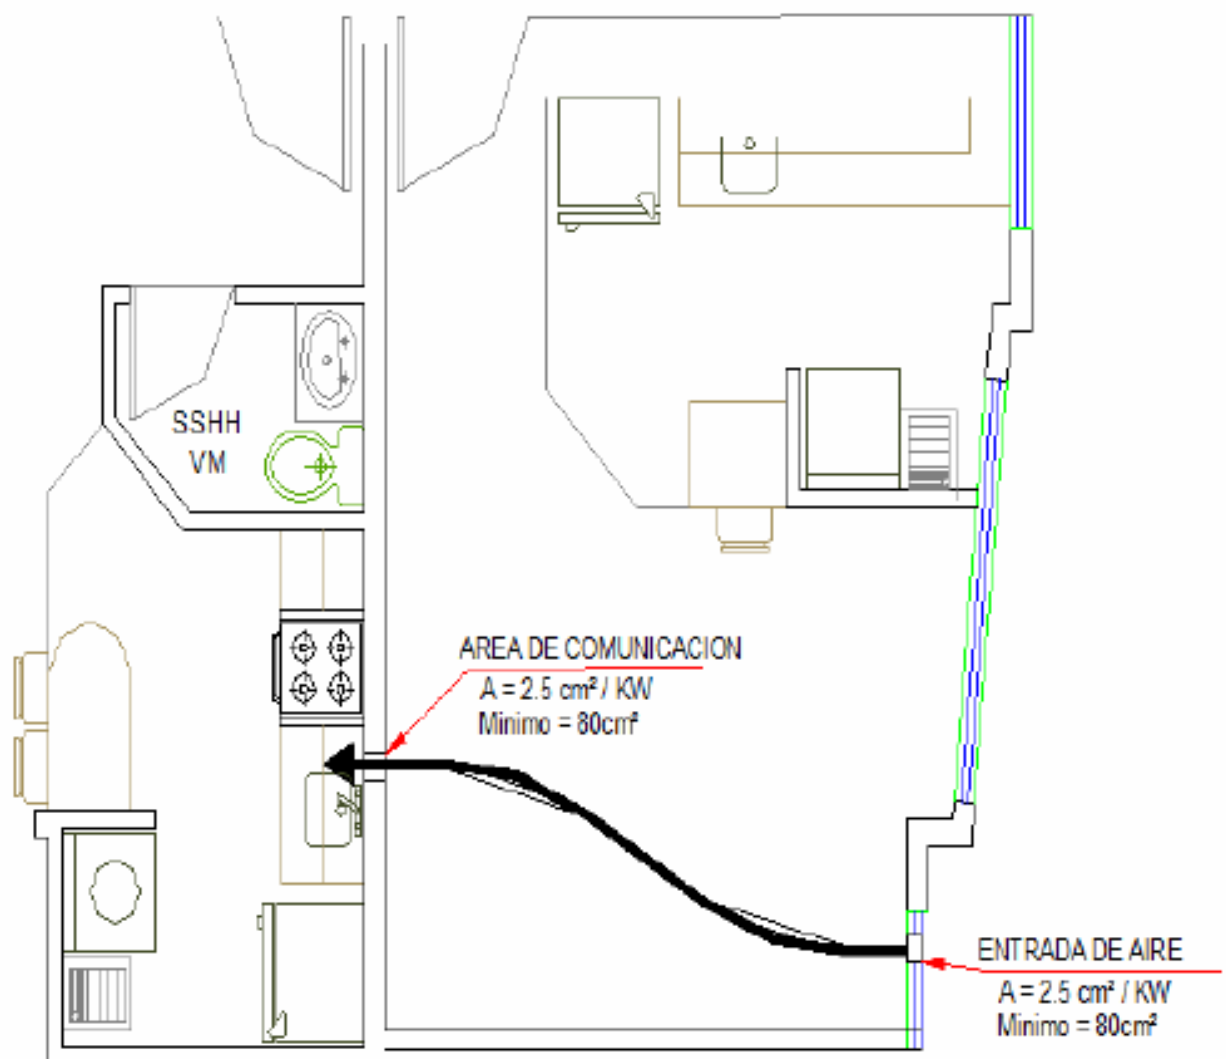 SSHH
VM
AREA DE COMUNICACION
A = 2.5 cm² / KW
Minimo = 80cm²
ENTRADA DE AIRE
A = 2.5 cm² / KW
Minimo = 80cm²